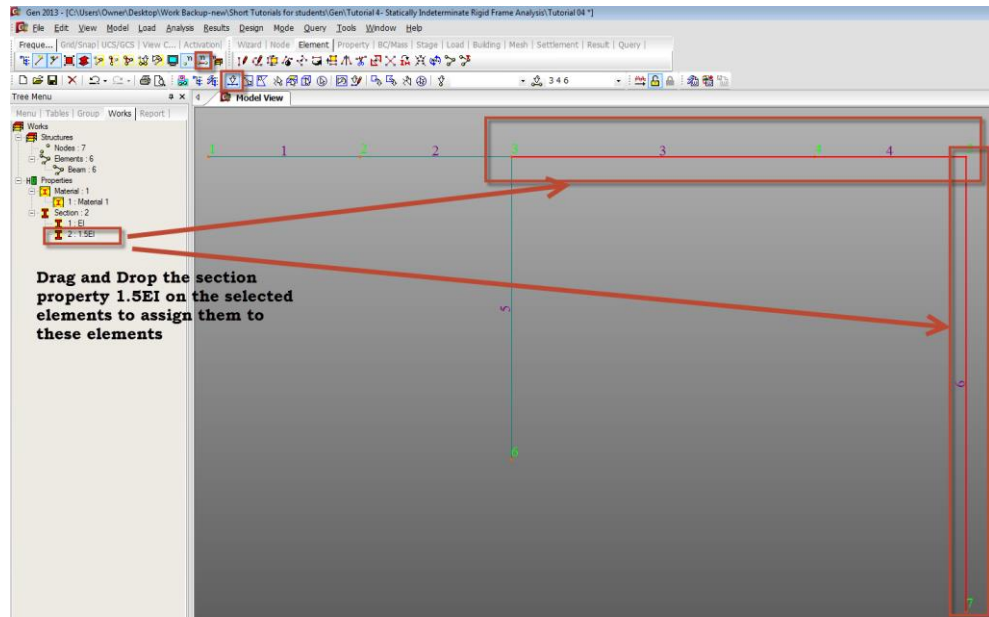 Gen 2013 - [C:\Users\Owner\Desktop\Work Backup-new\Short Tutorials for students\Gen\Tutorial 4- Statically Indeterminate Rigid Frame Analysis\Tutorial 04 *]
File Edit View Model Load Analysis Results Design Mode Query Tools Window Help
Freque... Grid/Snap UCS/GCS View C... Activation Wizard Node Element Property BC/Mass Stage Load Building Mesh Settlement Result Query
3 4 6
Tree Menu
Model View
Menu Tables Group Works Report
Works
Structures
Nodes : 7
Elements : 6
Beam : 6
Properties
Material : 1
1 : Material 1
Section : 2
1 : EI
2 : 1.5EI
1 1 2 2 3 3 4 4
Drag and Drop the section
property 1.5EI on the selected
elements to assign them to
these elements
5
6
6
7